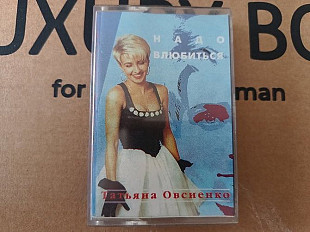 UXURY BO
for
man
НАДО
ВЛЮБИТЬСЯ
Татьяна Овсиенко